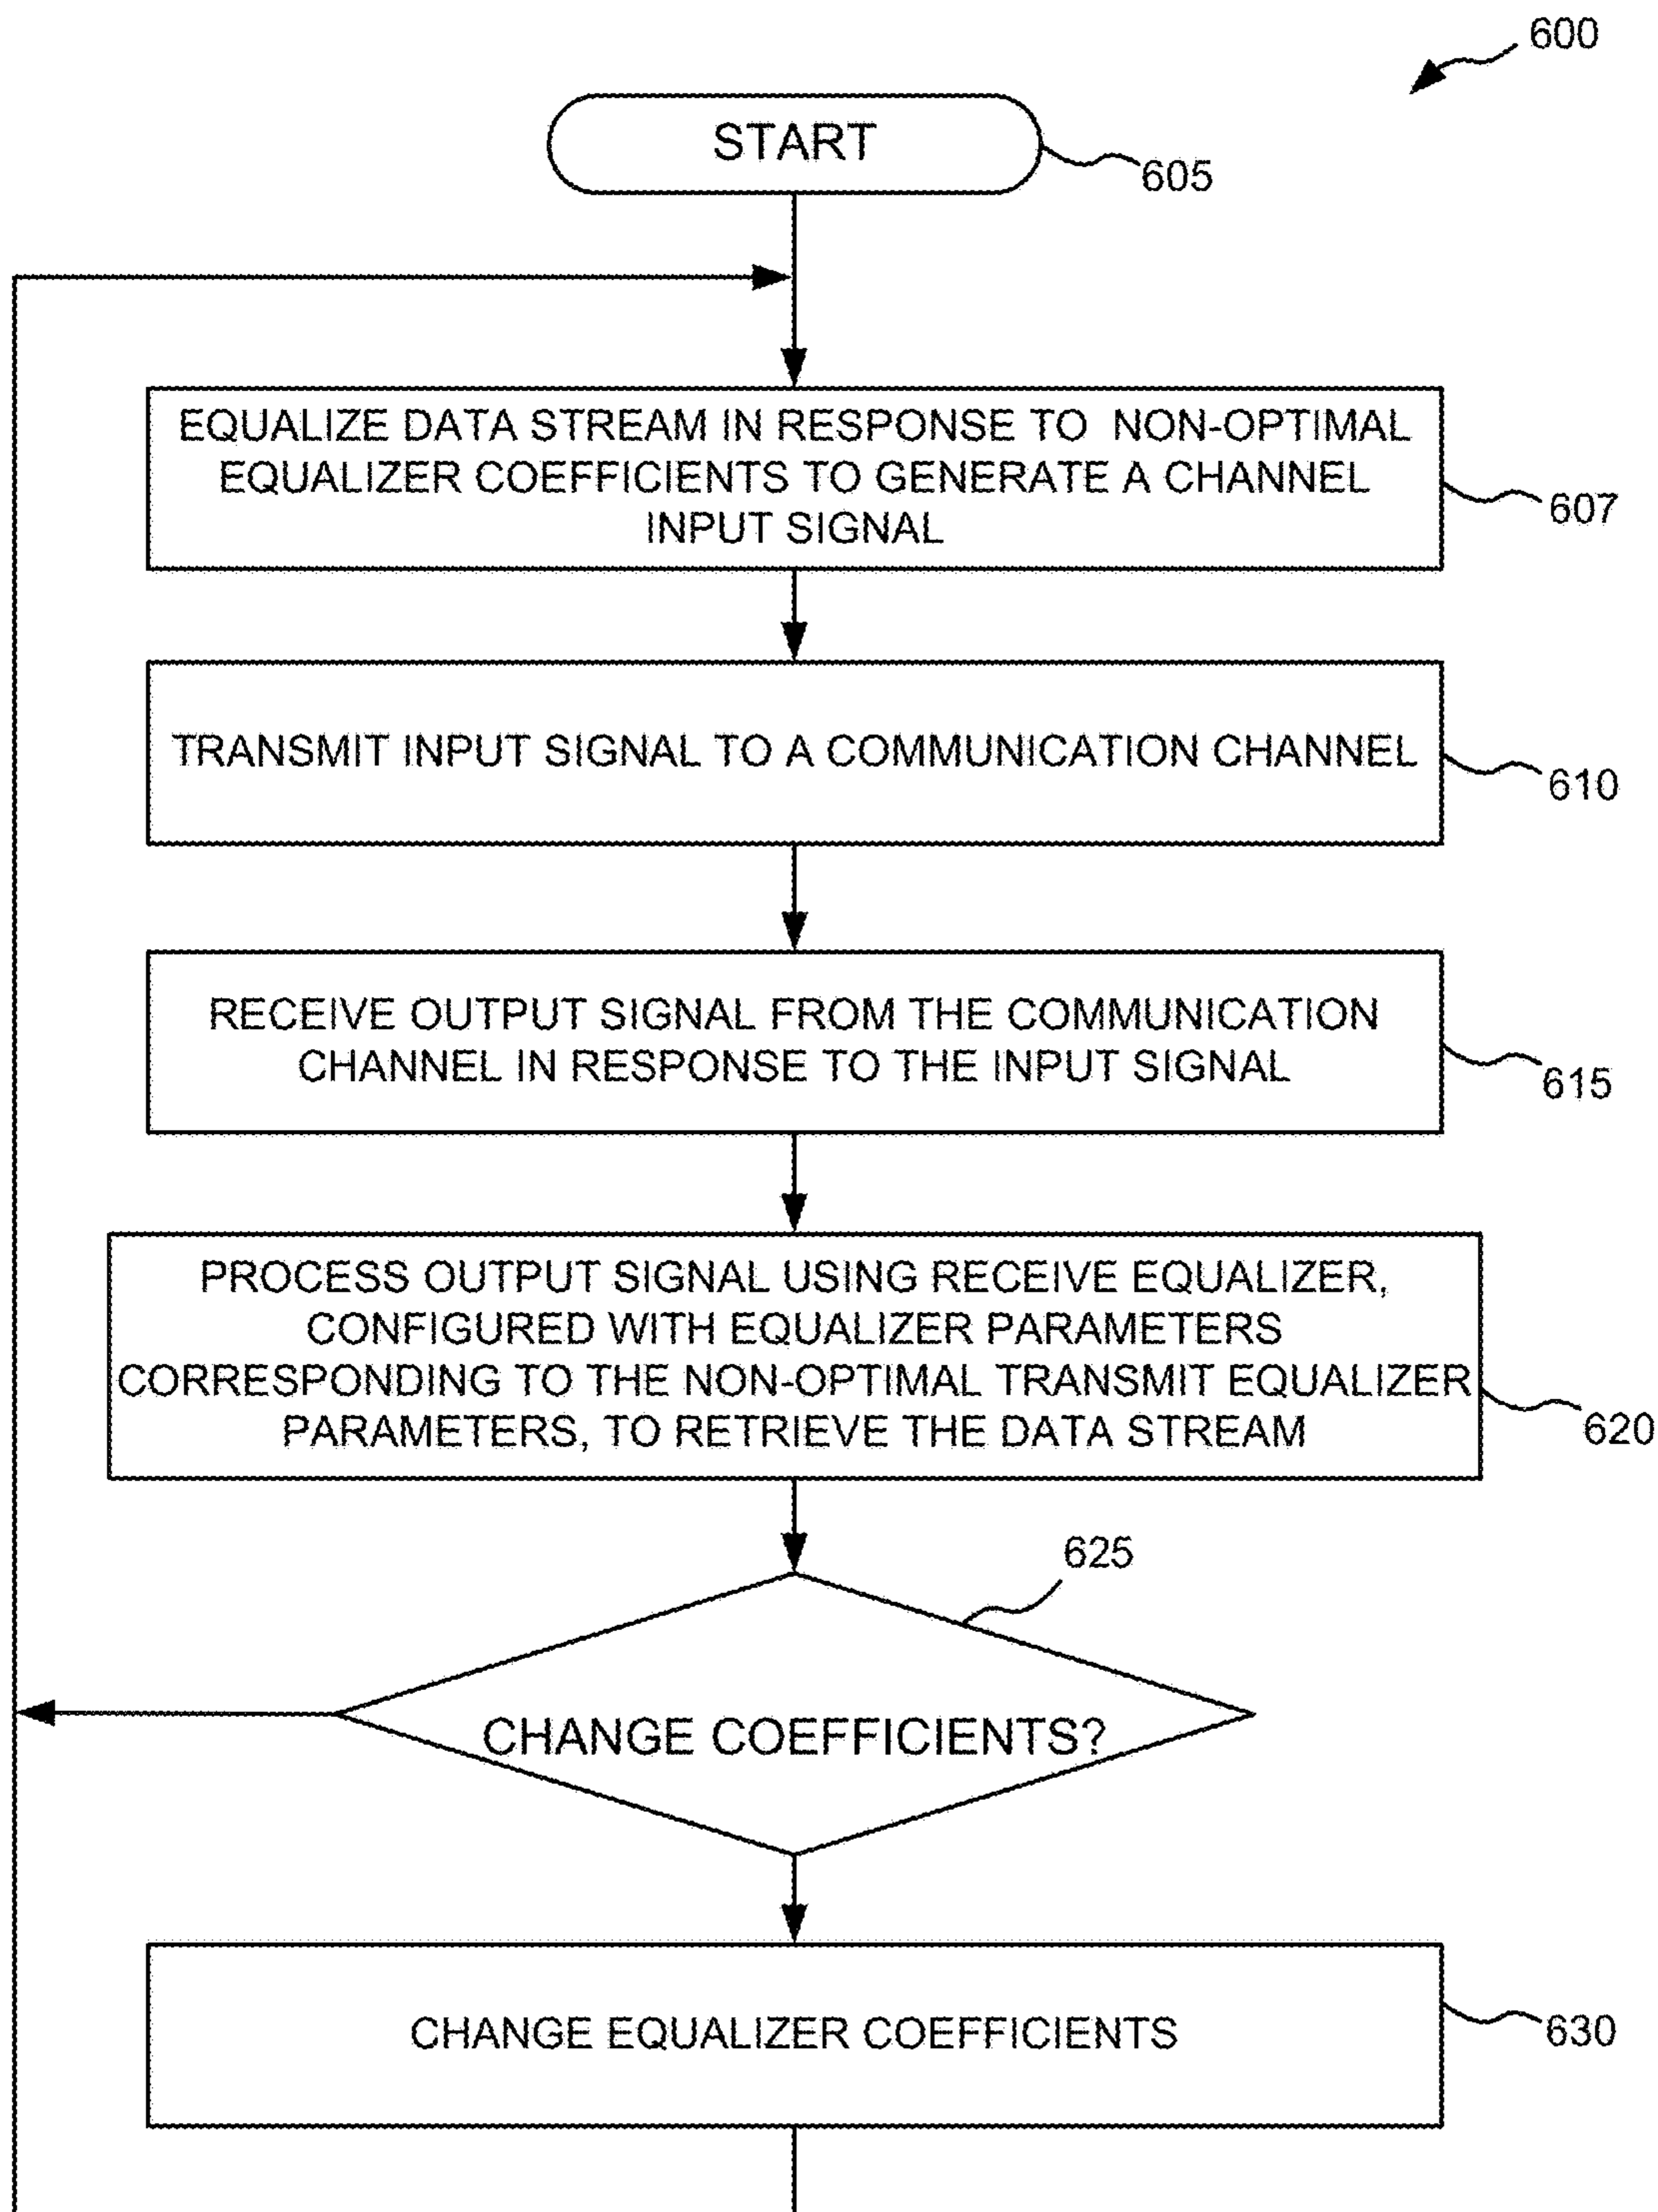 600
START
605
EQUALIZE DATA STREAM IN RESPONSE TO NON-OPTIMAL
EQUALIZER COEFFICIENTS TO GENERATE A CHANNEL
INPUT SIGNAL
607
TRANSMIT INPUT SIGNAL TO A COMMUNICATION CHANNEL
610
RECEIVE OUTPUT SIGNAL FROM THE COMMUNICATION
CHANNEL IN RESPONSE TO THE INPUT SIGNAL
615
PROCESS OUTPUT SIGNAL USING RECEIVE EQUALIZER,
CONFIGURED WITH EQUALIZER PARAMETERS
CORRESPONDING TO THE NON-OPTIMAL TRANSMIT EQUALIZER
PARAMETERS, TO RETRIEVE THE DATA STREAM
620
625
CHANGE COEFFICIENTS?
CHANGE EQUALIZER COEFFICIENTS
630